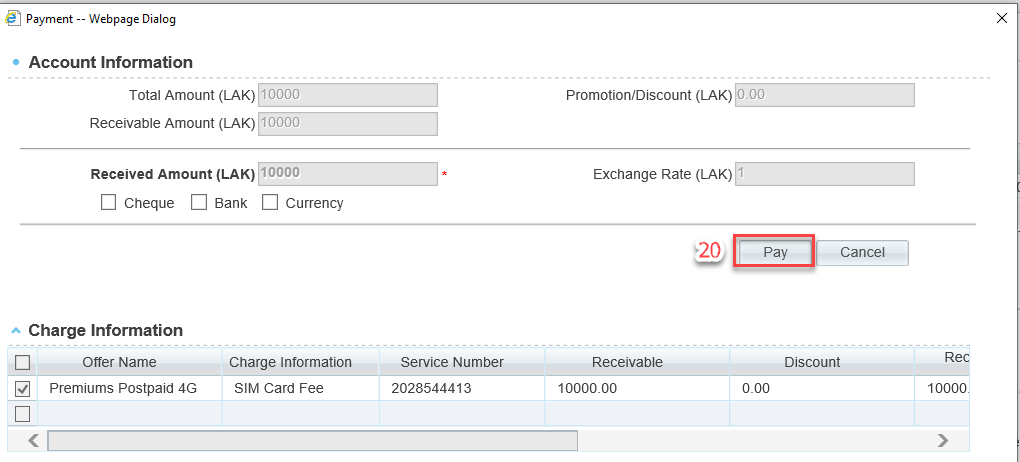 Payment -- Webpage Dialog
Account Information
Total Amount (LAK) 10000 Promotion/Discount (LAK) 0.00
Receivable Amount (LAK) 10000
Received Amount (LAK) 10000 * Exchange Rate (LAK) 1
Cheque Bank Currency
20 Pay Cancel
Charge Information
Offer Name Charge Information Service Number Receivable Discount Rec
Premiums Postpaid 4G SIM Card Fee 2028544413 10000.00 0.00 10000.